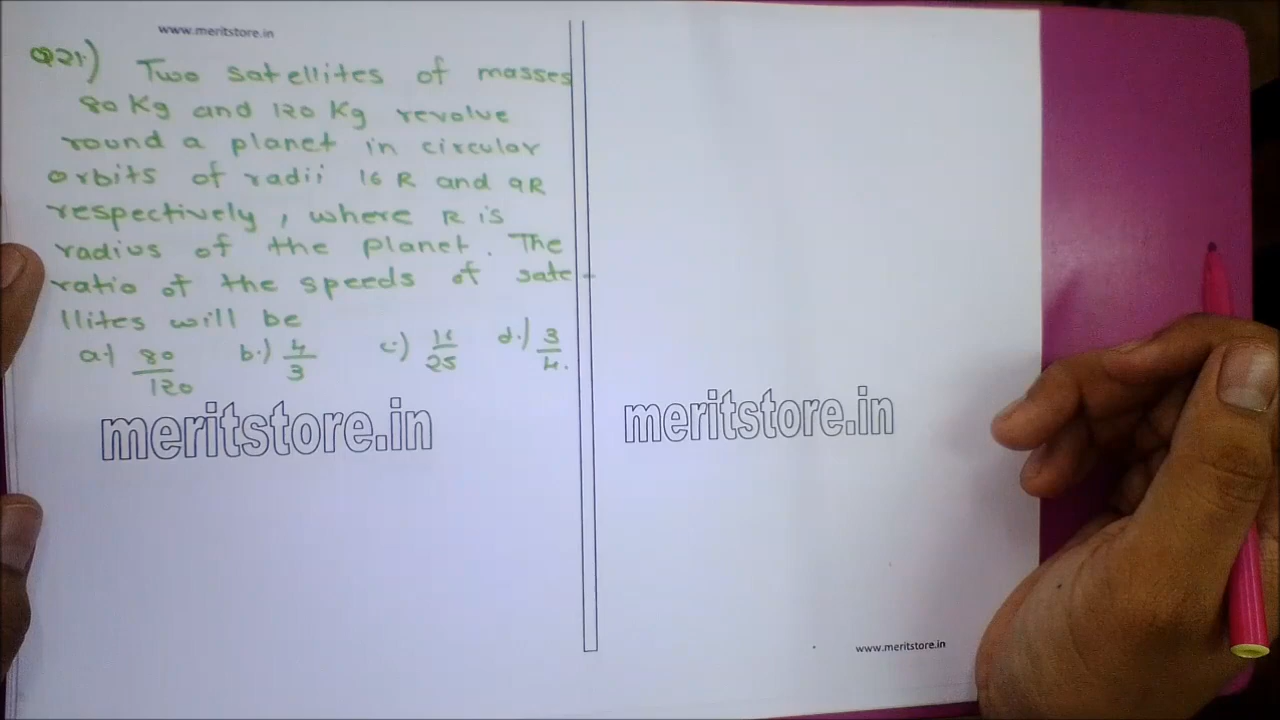 www.meritstore.in
Q21.) Two satellites of masses
80 Kg and 120 Kg revolve
round a planet in circular
orbits of radii 16 R and 9R
respectively, where R is
radius of the planet. The
ratio of the speeds of sate-
llites will be
a.) 80/120 b.) 4/3 c.) 16/25 d.) 3/4.
meritstore.in
meritstore.in
www.meritstore.in